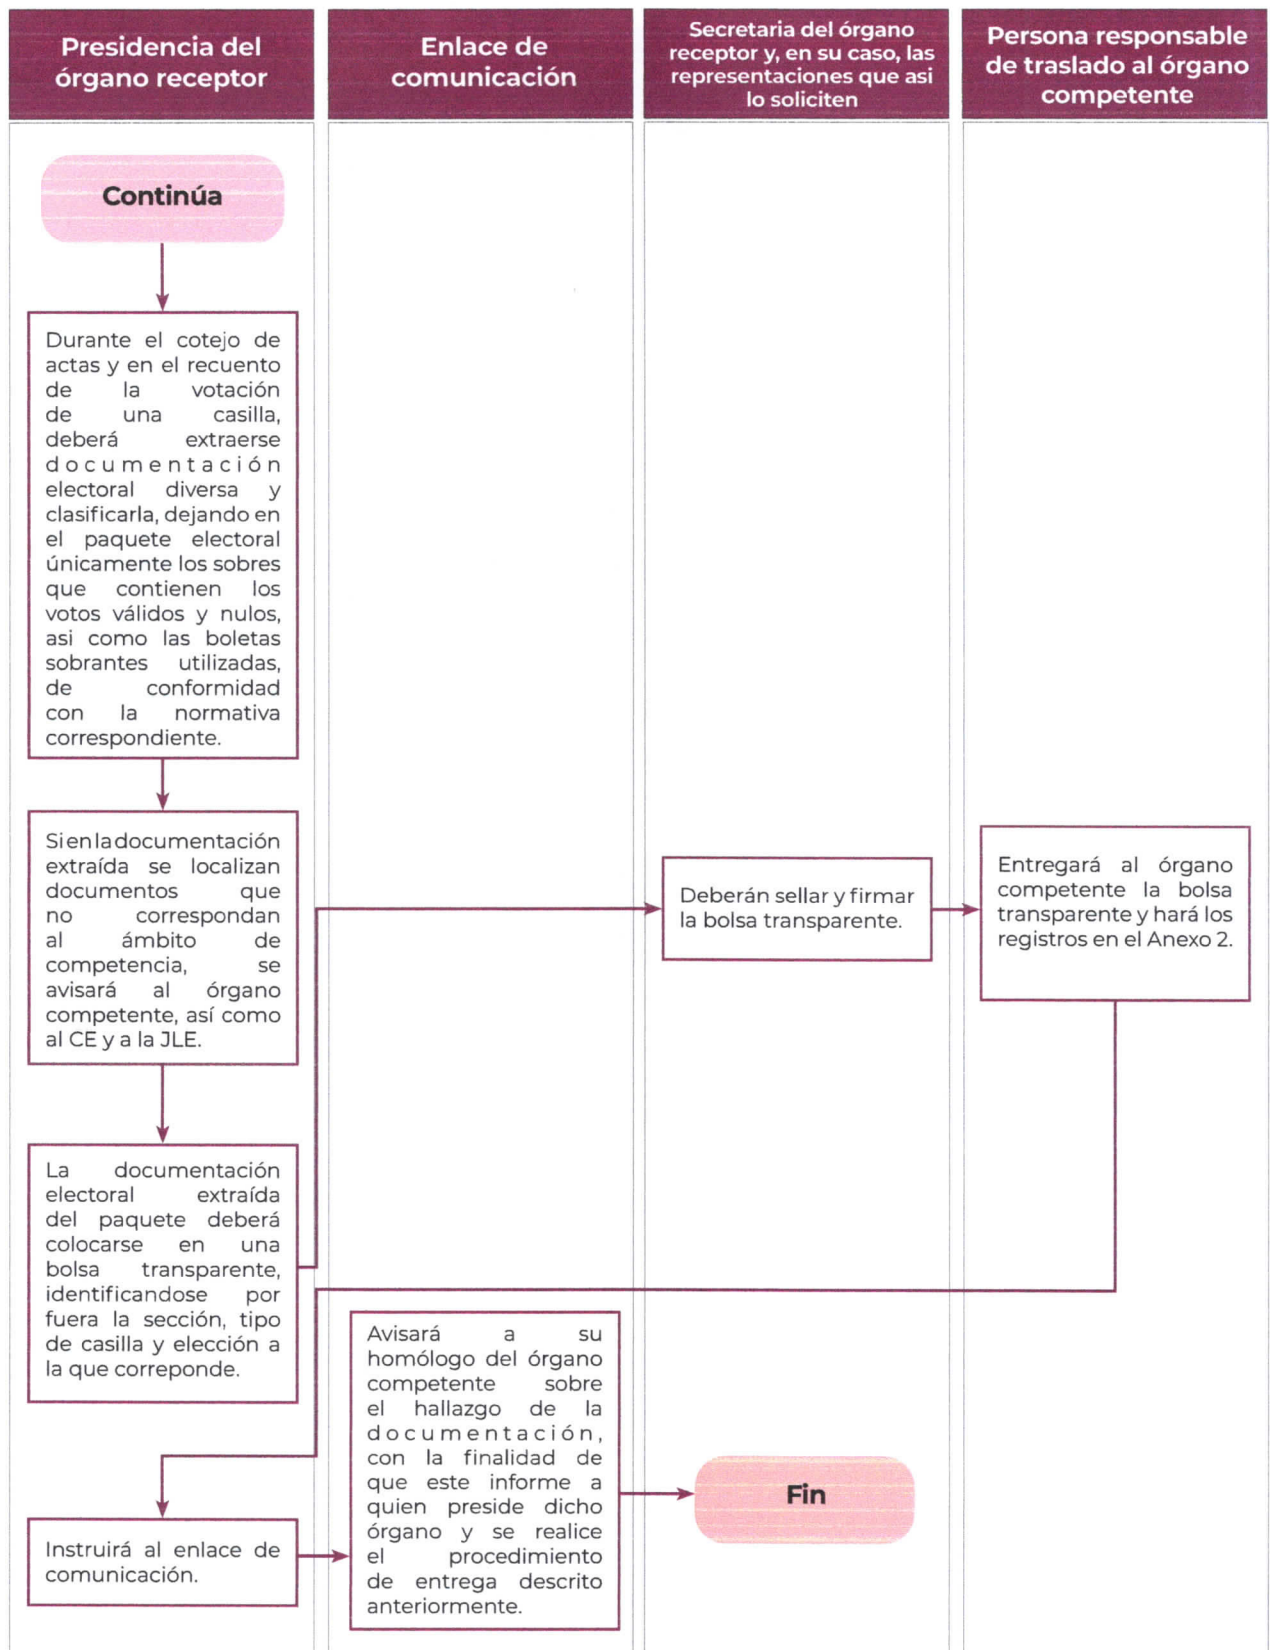 Presidencia del
órgano receptor
Enlace de
comunicación
Secretaria del órgano
receptor y, en su caso, las
representaciones que asi
lo soliciten
Persona responsable
de traslado al órgano
competente
Continúa
Durante el cotejo de
actas y en el recuento
de la votación
de una casilla,
deberá extraerse
documentación
electoral diversa y
clasificarla, dejando en
el paquete electoral
únicamente los sobres
que contienen los
votos válidos y nulos,
asi como las boletas
sobrantes utilizadas,
de conformidad
con la normativa
correspondiente.
Si en la documentación
extraída se localizan
documentos que
no correspondan
al ámbito de
competencia, se
avisará al órgano
competente, así como
al CE y a la JLE.
Deberán sellar y firmar
la bolsa transparente.
Entregará al órgano
competente la bolsa
transparente y hará los
registros en el Anexo 2.
La documentación
electoral extraída
del paquete deberá
colocarse en una
bolsa transparente,
identificandose por
fuera la sección, tipo
de casilla y elección a
la que correponde.
Avisará a su
homólogo del órgano
competente sobre
el hallazgo de la
documentación,
con la finalidad de
que este informe a
quien preside dicho
órgano y se realice
el procedimiento
de entrega descrito
anteriormente.
Fin
Instruirá al enlace de
comunicación.